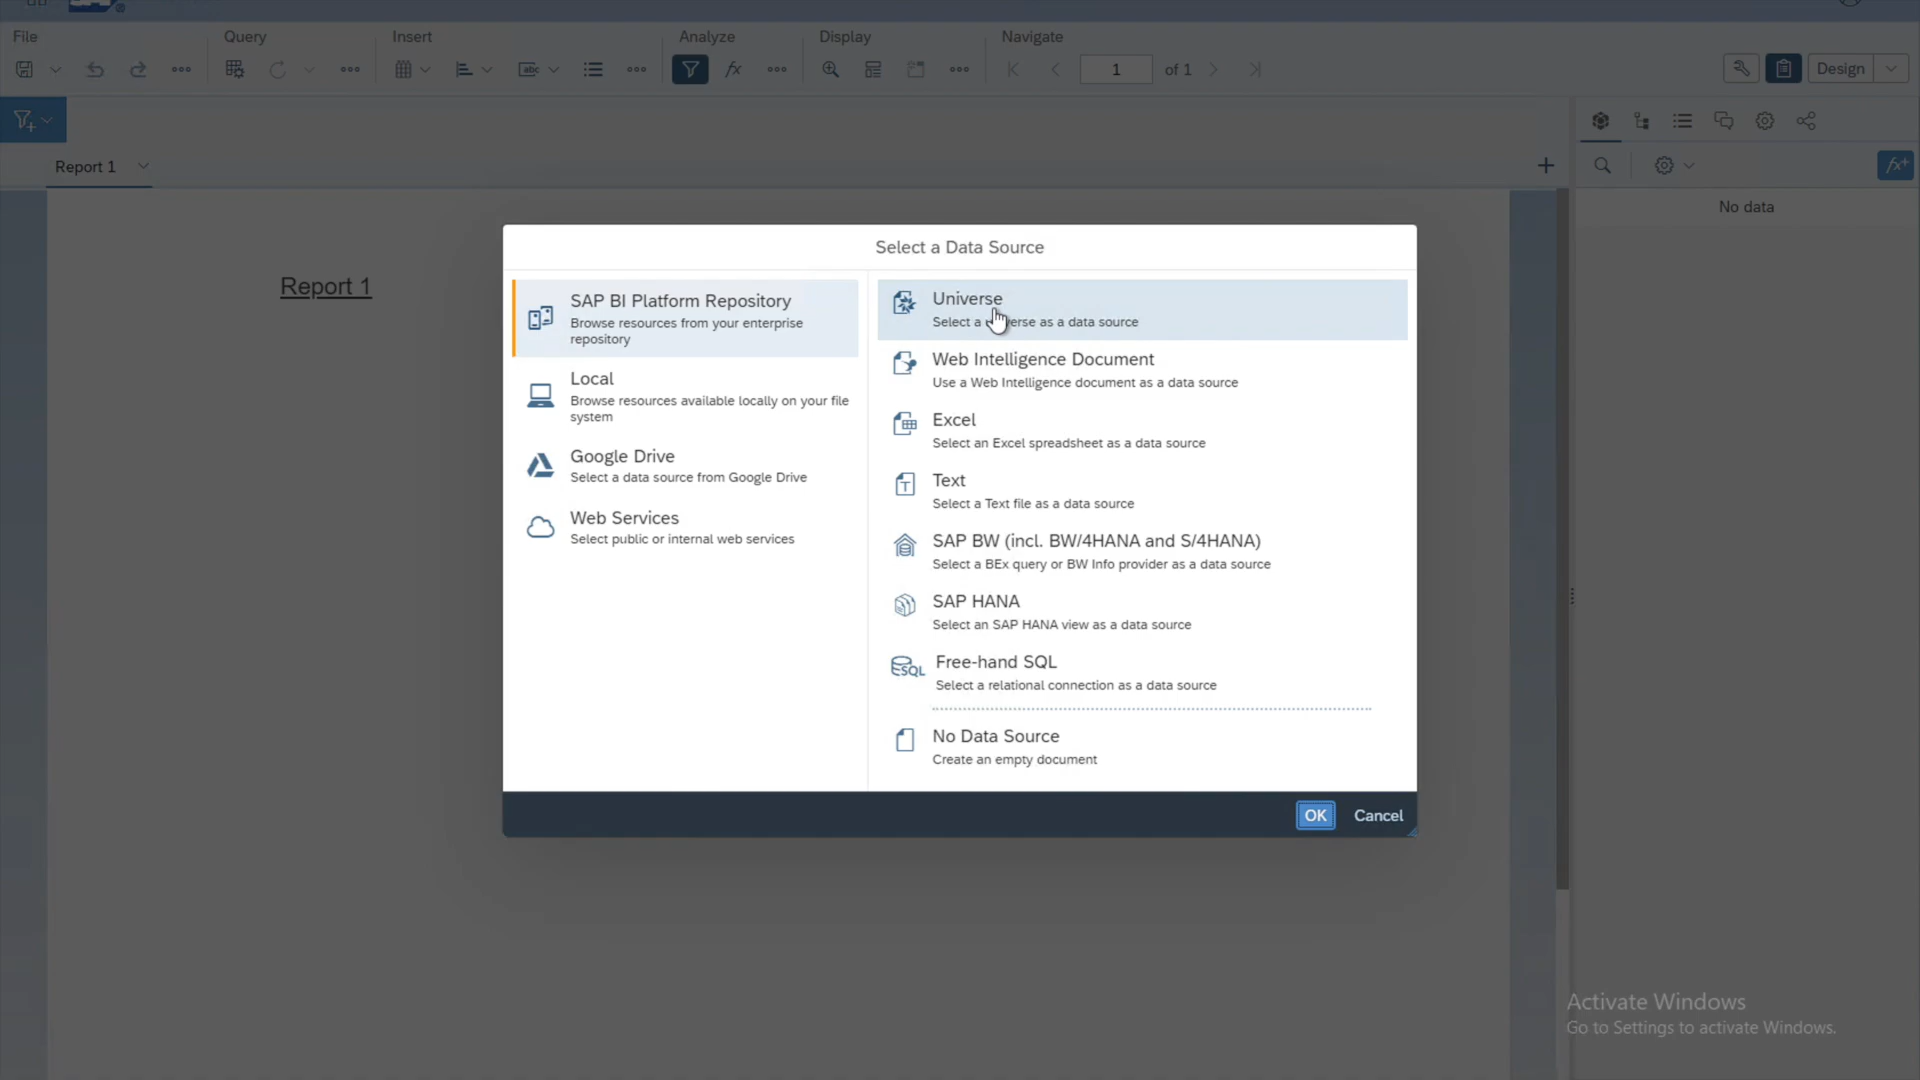 File
Query
Insert
Analyze
Display
Navigate
abc
fx
1
of 1
Design
Report 1
fx+
No data
Report 1
Select a Data Source
SAP BI Platform Repository
Browse resources from your enterprise
repository
Local
Browse resources available locally on your file
system
Google Drive
Select a data source from Google Drive
Web Services
Select public or internal web services
Universe
Select a universe as a data source
Web Intelligence Document
Use a Web Intelligence document as a data source
Excel
Select an Excel spreadsheet as a data source
Text
Select a Text file as a data source
SAP BW (incl. BW/4HANA and S/4HANA)
Select a BEx query or BW Info provider as a data source
SAP HANA
Select an SAP HANA view as a data source
SQL
Free-hand SQL
Select a relational connection as a data source
No Data Source
Create an empty document
OK
Cancel
Activate Windows
Go to Settings to activate Windows.